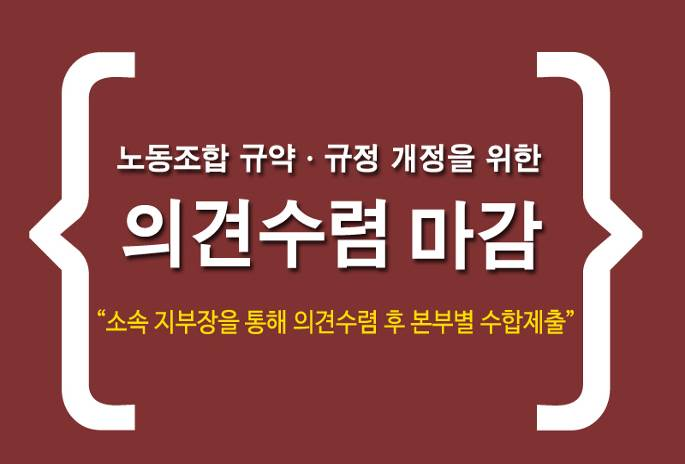 노동조합 규약 · 규정 개정을 위한
의견수렴 마감
“소속 지부장을 통해 의견수렴 후 본부별 수합제출”